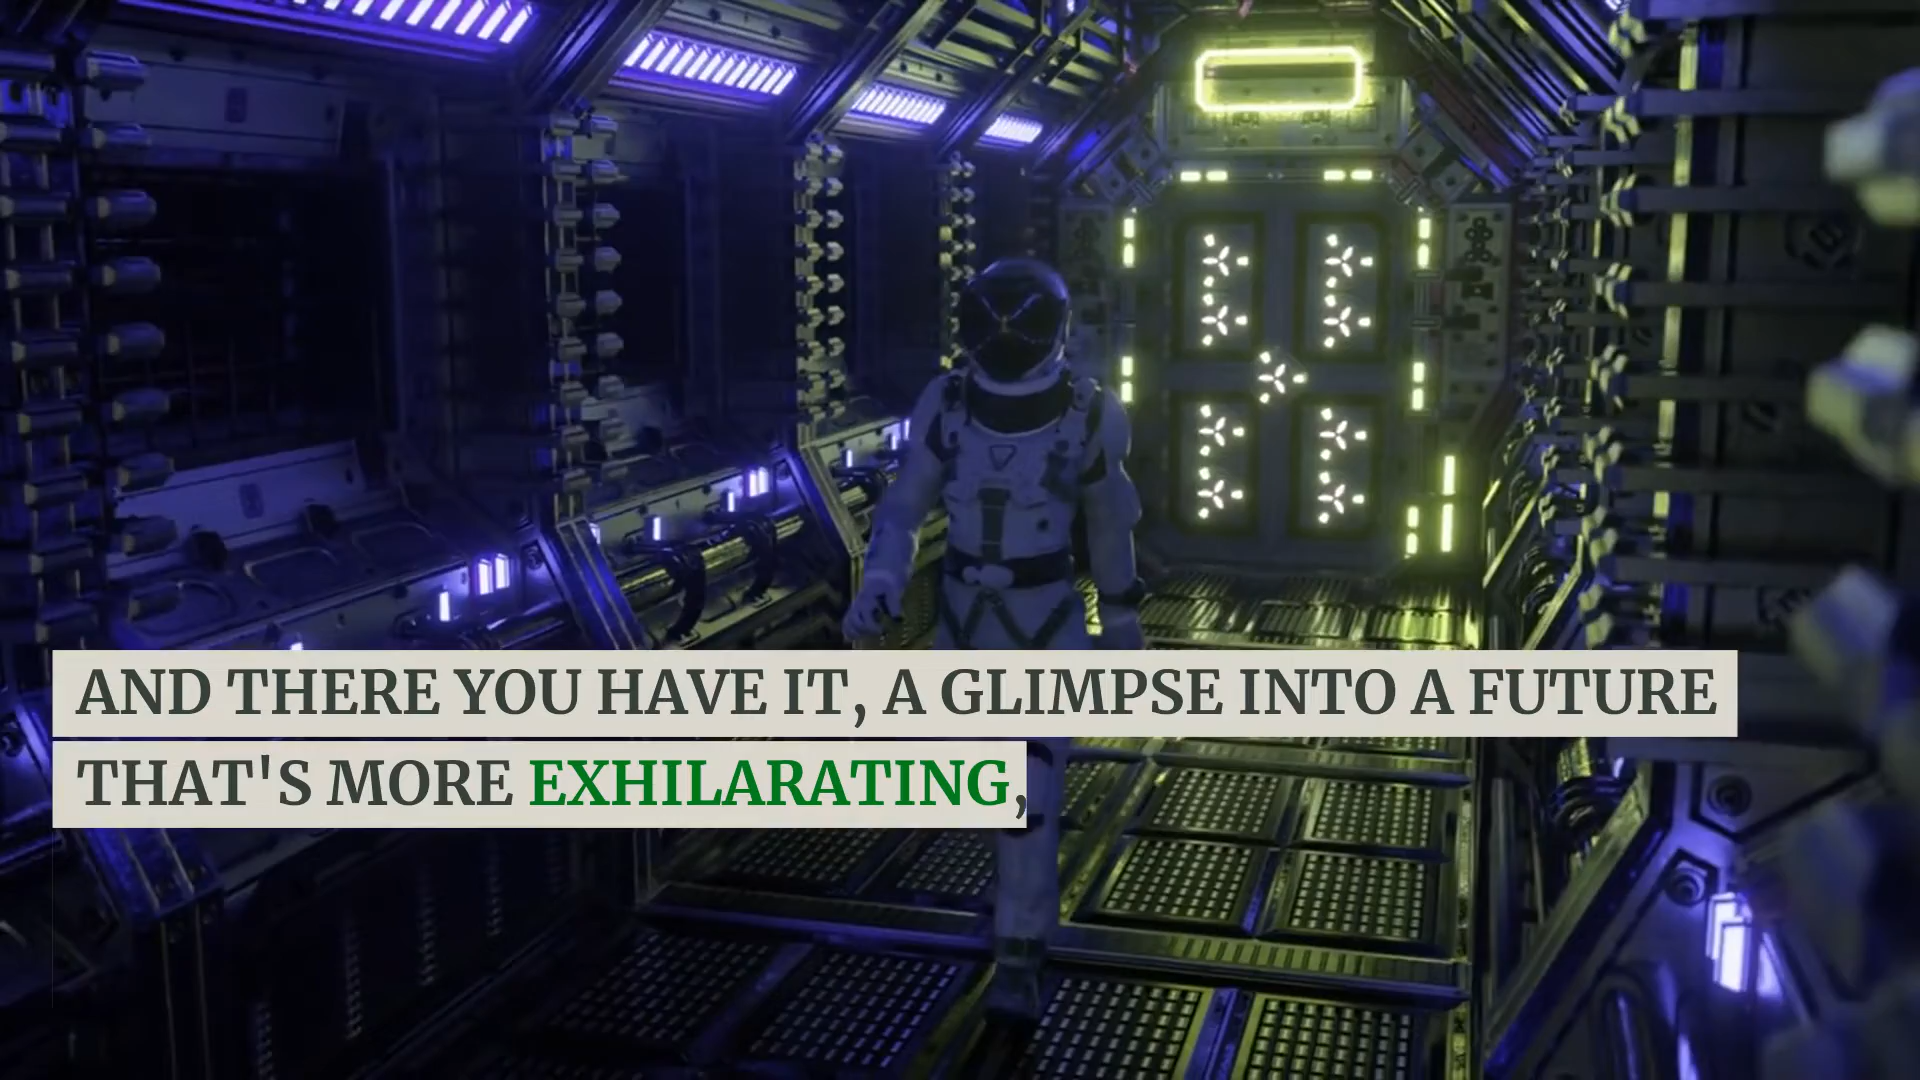 AND THERE YOU HAVE IT, A GLIMPSE INTO A FUTURE
THAT'S MORE EXHILARATING,